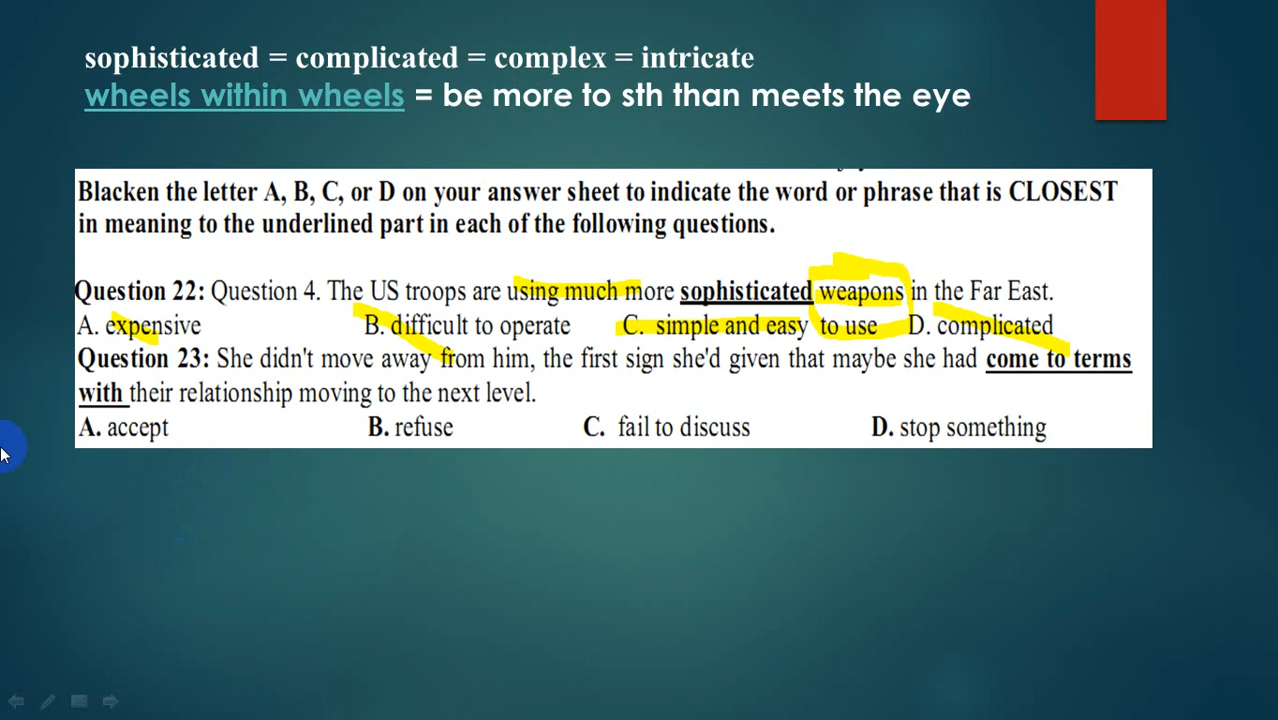 sophisticated = complicated = complex = intricate
wheels within wheels = be more to sth than meets the eye
Blacken the letter A, B, C, or D on your answer sheet to indicate the word or phrase that is CLOSEST
in meaning to the underlined part in each of the following questions.
Question 22: Question 4. The US troops are using much more sophisticated weapons in the Far East.
A. expensive B. difficult to operate C. simple and easy to use D. complicated
Question 23: She didn't move away from him, the first sign she'd given that maybe she had come to terms
with their relationship moving to the next level.
A. accept B. refuse C. fail to discuss D. stop something